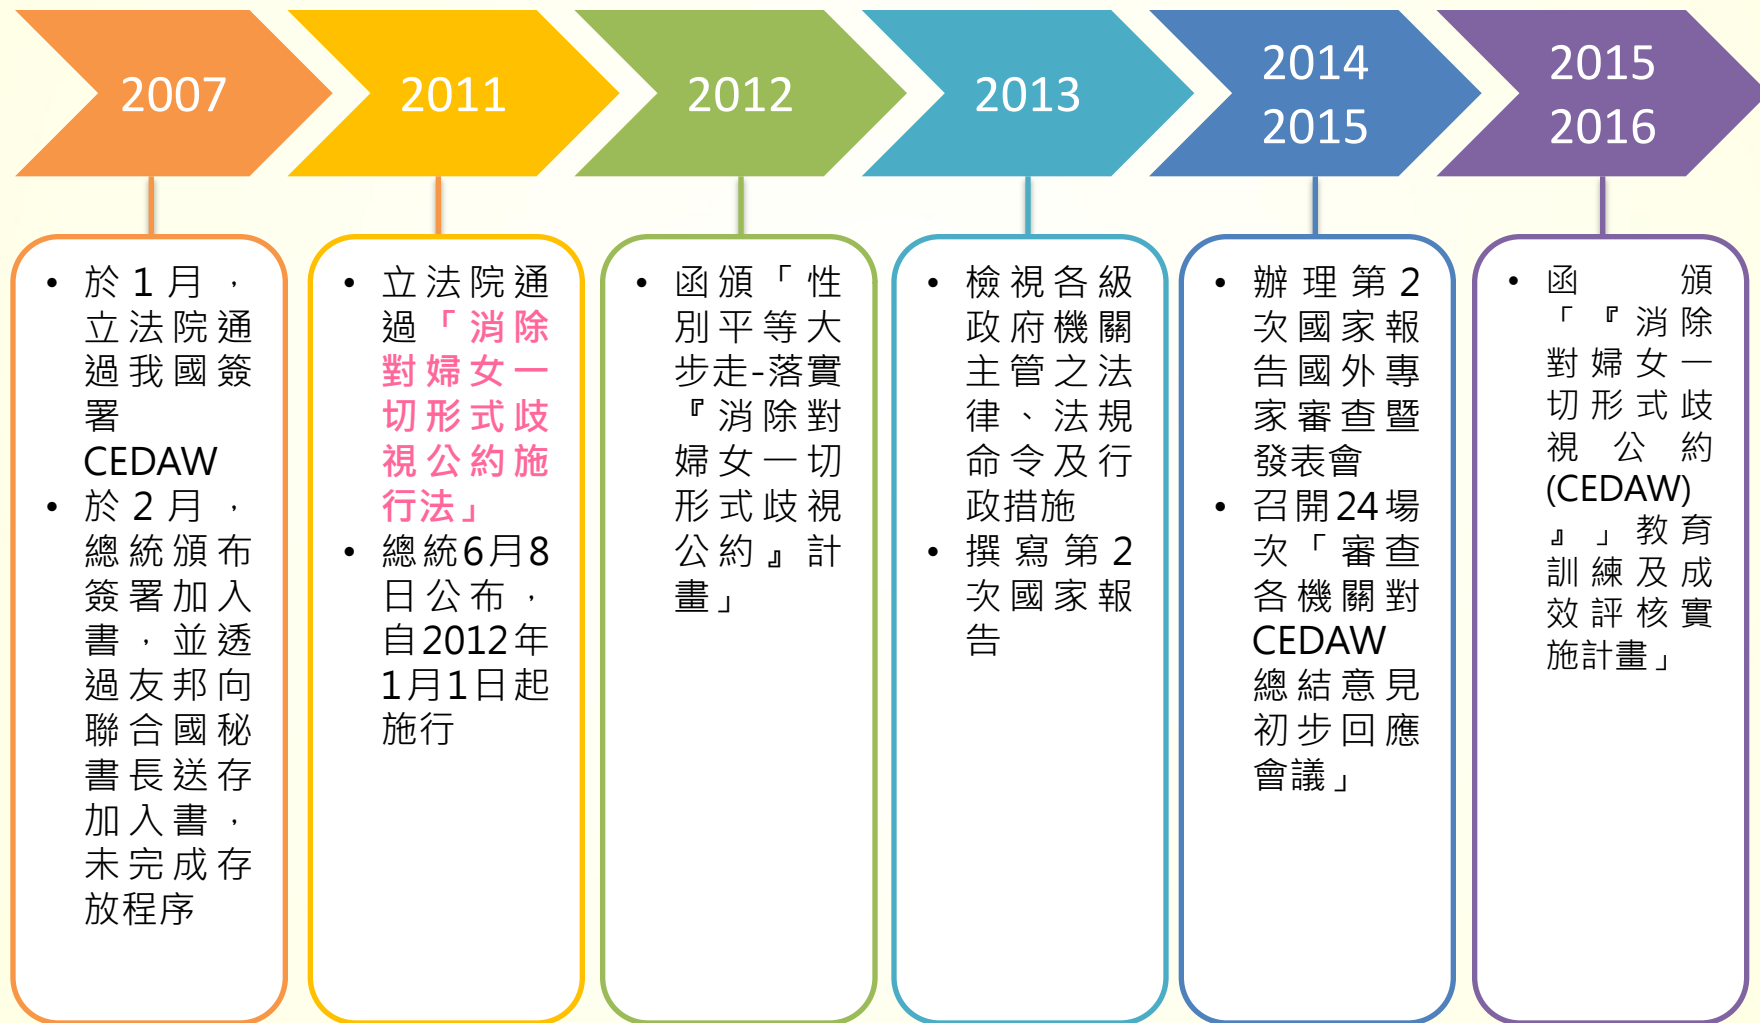 2007
2011
2012
2013
2014
2015
2015
2016
• 於1月，
立法院通
過我國簽
署
CEDAW
• 於2月，
總統頒布
簽署加入
書，並透
過友邦向
聯合國秘
書長送存
加入書，
未完成存
放程序
• 立法院通
過「消除
對婦女一
切形式歧
視公約施
行法」
• 總統6月8
日公布，
自2012年
1月1日起
施行
• 函頒「性
別平等大
步走-落實
『消除對
婦女一切
形式歧視
公約』計
畫」
• 檢視各級
政府機關
主管之法
律、法規
命令及行
政措施
• 撰寫第2
次國家報
告
• 辦理第2
次國家報
告國外專
家審查暨
發表會
• 召開24場
次「審查
各機關對
CEDAW
總結意見
初步回應
會議」
• 函頒
「『消除
對婦女一
切形式歧
視公約
(CEDAW)
』」教育
訓練及成
效評核實
施計畫」